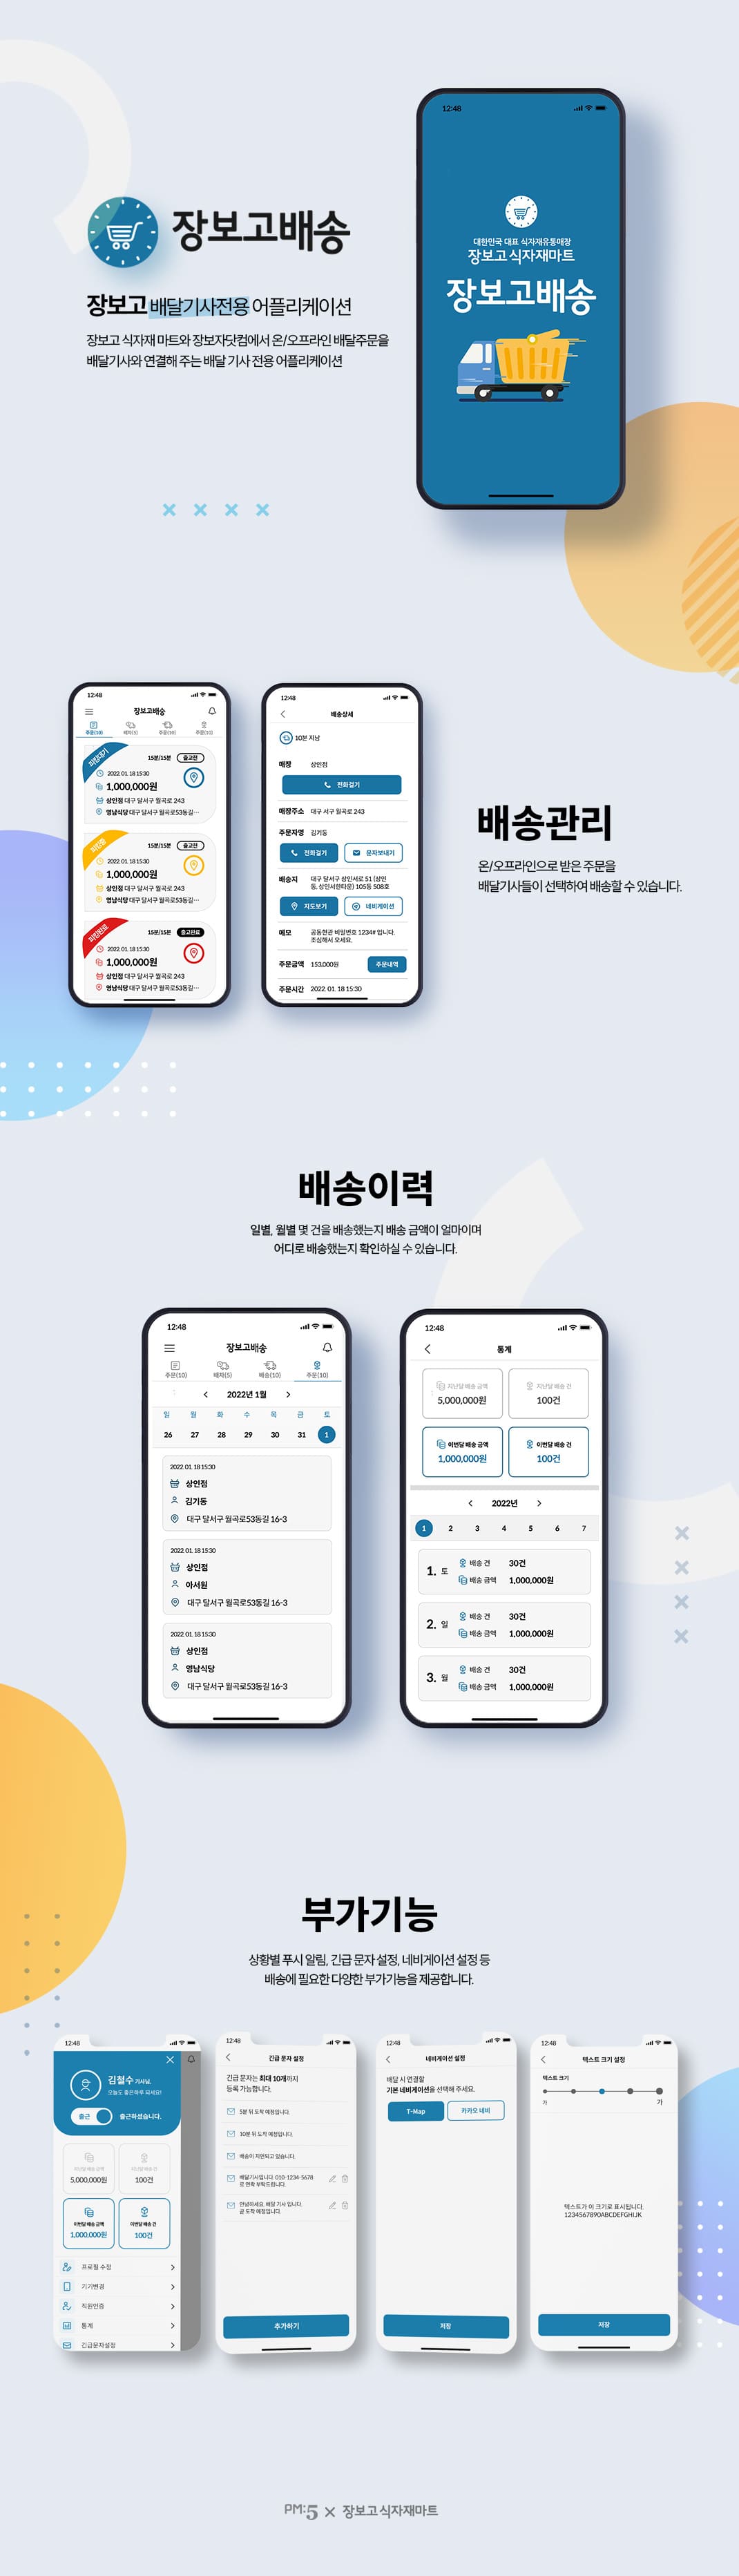 장보고배송
장보고 배달기사전용 어플리케이션
장보고 식자재 마트와 장보자닷컴에서 온/오프라인 배달주문을
배달기사와 연결해 주는 배달 기사 전용 어플리케이션
12:48
대한민국 대표 식자재유통매장
장보고 식자재마트
장보고배송
12:48
장보고배송
주문(10)
배차(5)
주문(10)
주문(10)
피킹대기
15분/15분 출고전
2022. 01. 18 15:30
1,000,000원
상인점 대구 달서구 월곡로 243
영남식당 대구 달서구 월곡로53동길…
피킹중
15분/15분 출고전
2022. 01. 18 15:30
1,000,000원
상인점 대구 달서구 월곡로 243
영남식당 대구 달서구 월곡로53동길…
피킹완료
15분/15분 출고완료
2022. 01. 18 15:30
1,000,000원
상인점 대구 달서구 월곡로 243
영남식당 대구 달서구 월곡로53동길…
12:48
배송상세
10분 지남
매장 상인점
전화걸기
매장주소 대구 서구 월곡로 243
주문자명 김기동
전화걸기 문자보내기
배송지 대구 달서구 상인서로 51 (상인
동, 상인서한타운) 105동 508호
지도보기 네비게이션
메모 공동현관 비밀번호 1234# 입니다.
조심해서 오세요.
주문금액 153,000원 주문내역
주문시간 2022. 01. 18 15:30
배송관리
온/오프라인으로 받은 주문을
배달기사들이 선택하여 배송할 수 있습니다.
배송이력
일별, 월별 몇 건을 배송했는지 배송 금액이 얼마이며
어디로 배송했는지 확인하실 수 있습니다.
12:48
장보고배송
주문(10)
배차(5)
배송(10)
주문(10)
2022년 1월
일 월 화 수 목 금 토
26 27 28 29 30 31 1
2022. 01. 18 15:30
상인점
김기동
대구 달서구 월곡로53동길 16-3
2022. 01. 18 15:30
상인점
아서원
대구 달서구 월곡로53동길 16-3
2022. 01. 18 15:30
상인점
영남식당
대구 달서구 월곡로53동길 16-3
12:48
통계
지난달 배송 금액
5,000,000원
지난달 배송 건
100건
이번달 배송 금액
1,000,000원
이번달 배송 건
100건
2022년
1 2 3 4 5 6 7
1. 토 배송 건 30건
배송 금액 1,000,000원
2. 일 배송 건 30건
배송 금액 1,000,000원
3. 월 배송 건 30건
배송 금액 1,000,000원
부가기능
상황별 푸시 알림, 긴급 문자 설정, 네비게이션 설정 등
배송에 필요한 다양한 부가기능을 제공합니다.
12:48
김철수 기사님,
오늘도 좋은하루 되세요!
출근 출근하셨습니다.
지난달 배송 금액
5,000,000원
지난달 배송 건
100건
이번달 배송 금액
1,000,000원
이번달 배송 건
100건
프로필 수정
기기변경
직원인증
통계
긴급문자설정
12:48
긴급 문자 설정
긴급 문자는 최대 10개까지
등록 가능합니다.
5분 뒤 도착 예정입니다.
10분 뒤 도착 예정입니다.
배송이 지연되고 있습니다.
배달기사입니다. 010-1234-5678
로 연락 부탁드립니다.
안녕하세요. 배달 기사 입니다.
곧 도착 예정입니다.
추가하기
12:48
네비게이션 설정
배달 시 연결할
기본 네비게이션을 선택해 주세요.
T-Map 카카오 네비
저장
12:48
텍스트 크기 설정
텍스트 크기
가 가
텍스트가 이 크기로 표시됩니다.
1234567890ABCDEFGHIJK
저장
PM:5 × 장보고식자재마트